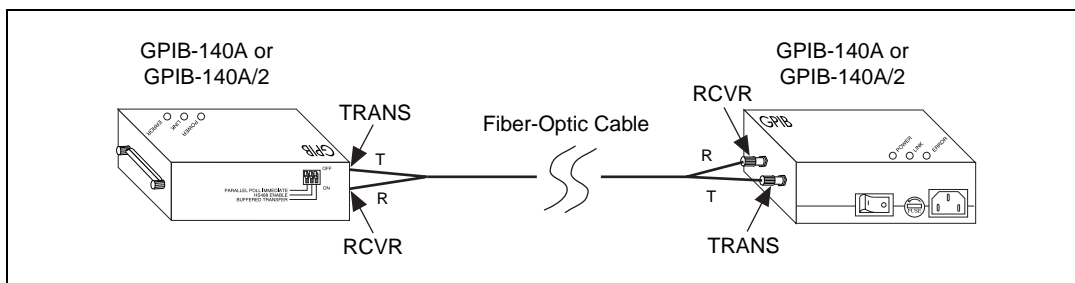 GPIB-140A or
GPIB-140A/2
ERROR
LINK
POWER
GPIB
OFF
ON
PARALLEL POLL IMMEDIATE
HS488 ENABLE
BUFFERED TRANSFER
TRANS
T
R
RCVR
Fiber-Optic Cable
GPIB-140A or
GPIB-140A/2
RCVR
R
T
TRANS
GPIB
POWER
LINK
ERROR
FUSE